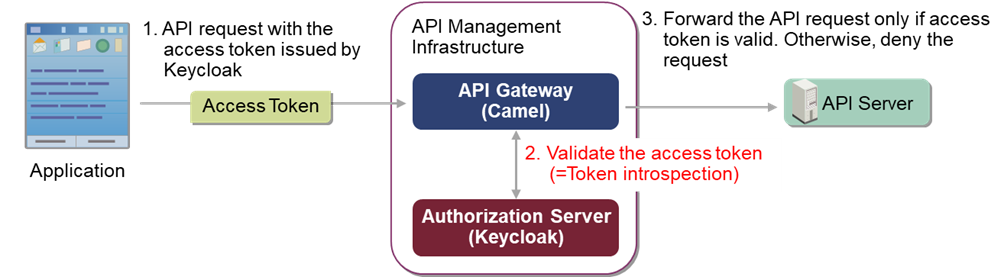 1. API request with the
access token issued by
Keycloak
Access Token
Application
API Management
Infrastructure
API Gateway
(Camel)
2. Validate the access token
(=Token introspection)
Authorization Server
(Keycloak)
3. Forward the API request only if access
token is valid. Otherwise, deny the
request
API Server